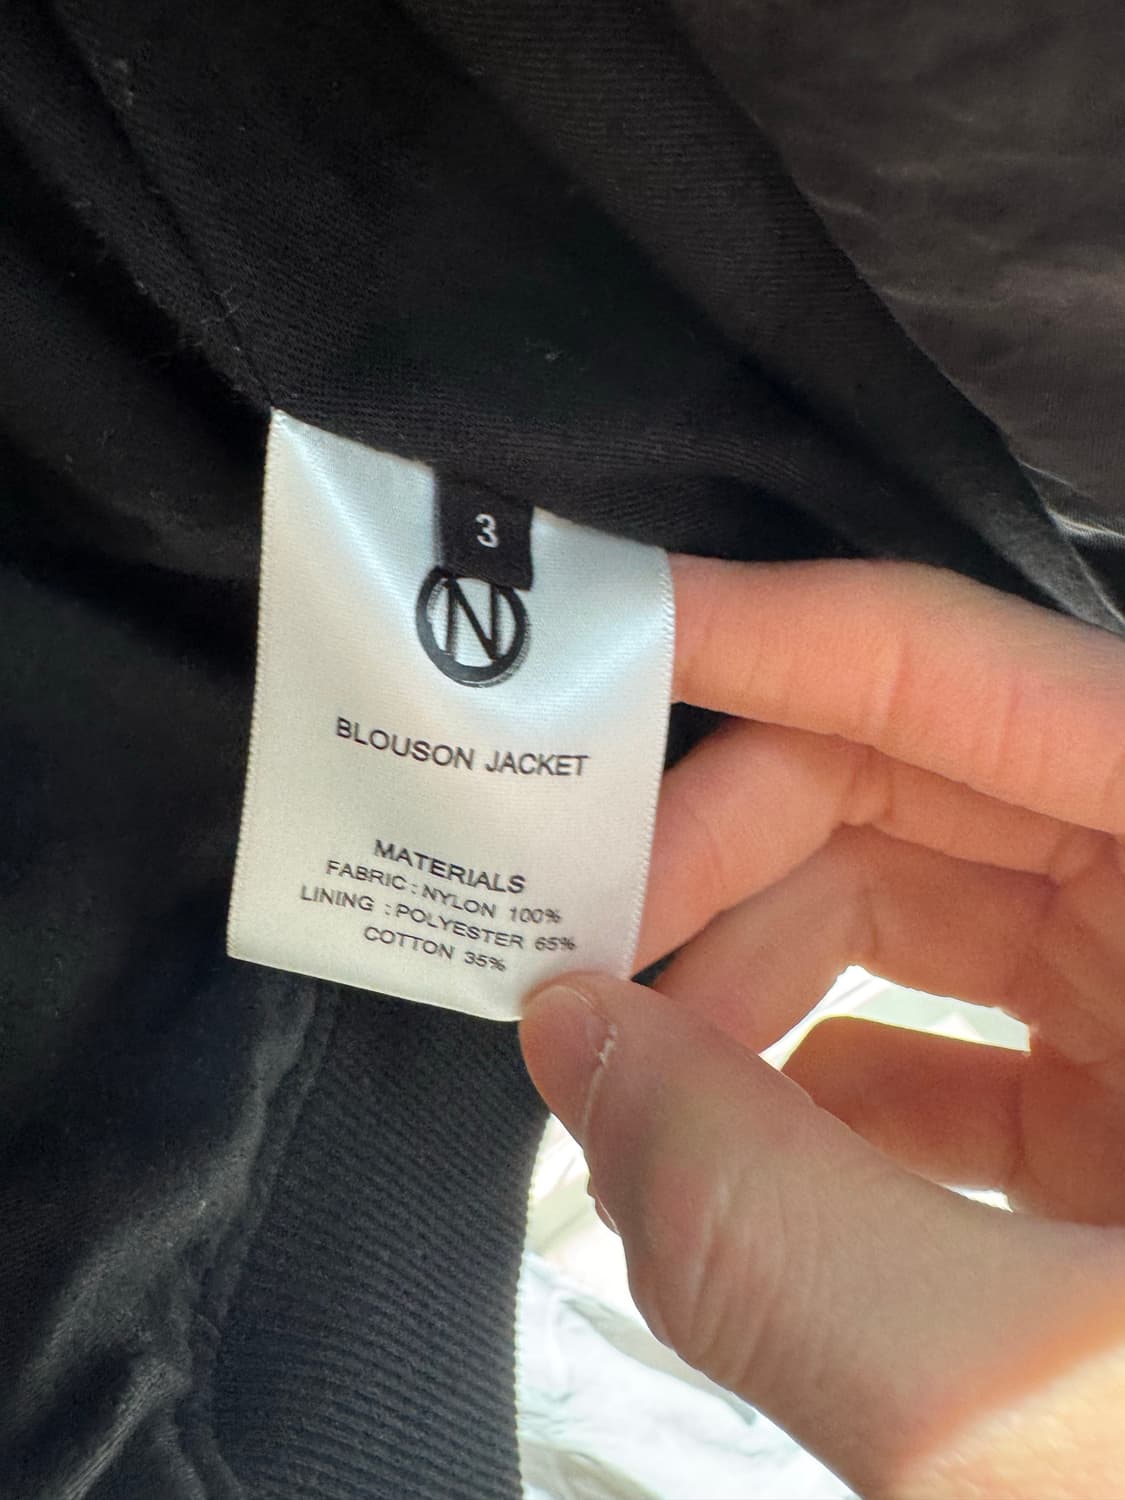 3
N
BLOUSON JACKET
MATERIALS
FABRIC : NYLON 100%
LINING : POLYESTER 65%
COTTON 35%